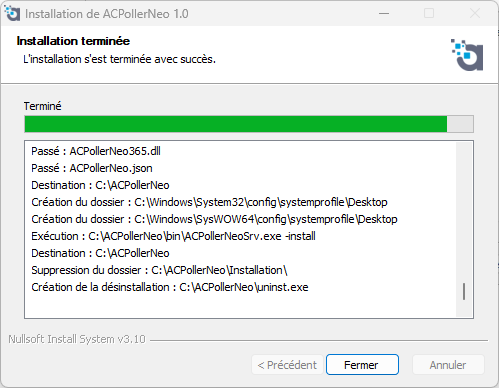 Installation de ACPollerNeo 1.0
Installation terminée
L'installation s'est terminée avec succès.
Terminé
Passé : ACPollerNeo365.dll
Passé : ACPollerNeo.json
Destination : C:\ACPollerNeo
Création du dossier : C:\Windows\System32\config\systemprofile\Desktop
Création du dossier : C:\Windows\SysWOW64\config\systemprofile\Desktop
Exécution : C:\ACPollerNeo\bin\ACPollerNeoSrv.exe -install
Destination : C:\ACPollerNeo
Suppression du dossier : C:\ACPollerNeo\Installation\
Création de la désinstallation : C:\ACPollerNeo\uninst.exe
Nullsoft Install System v3.10
< Précédent Fermer Annuler